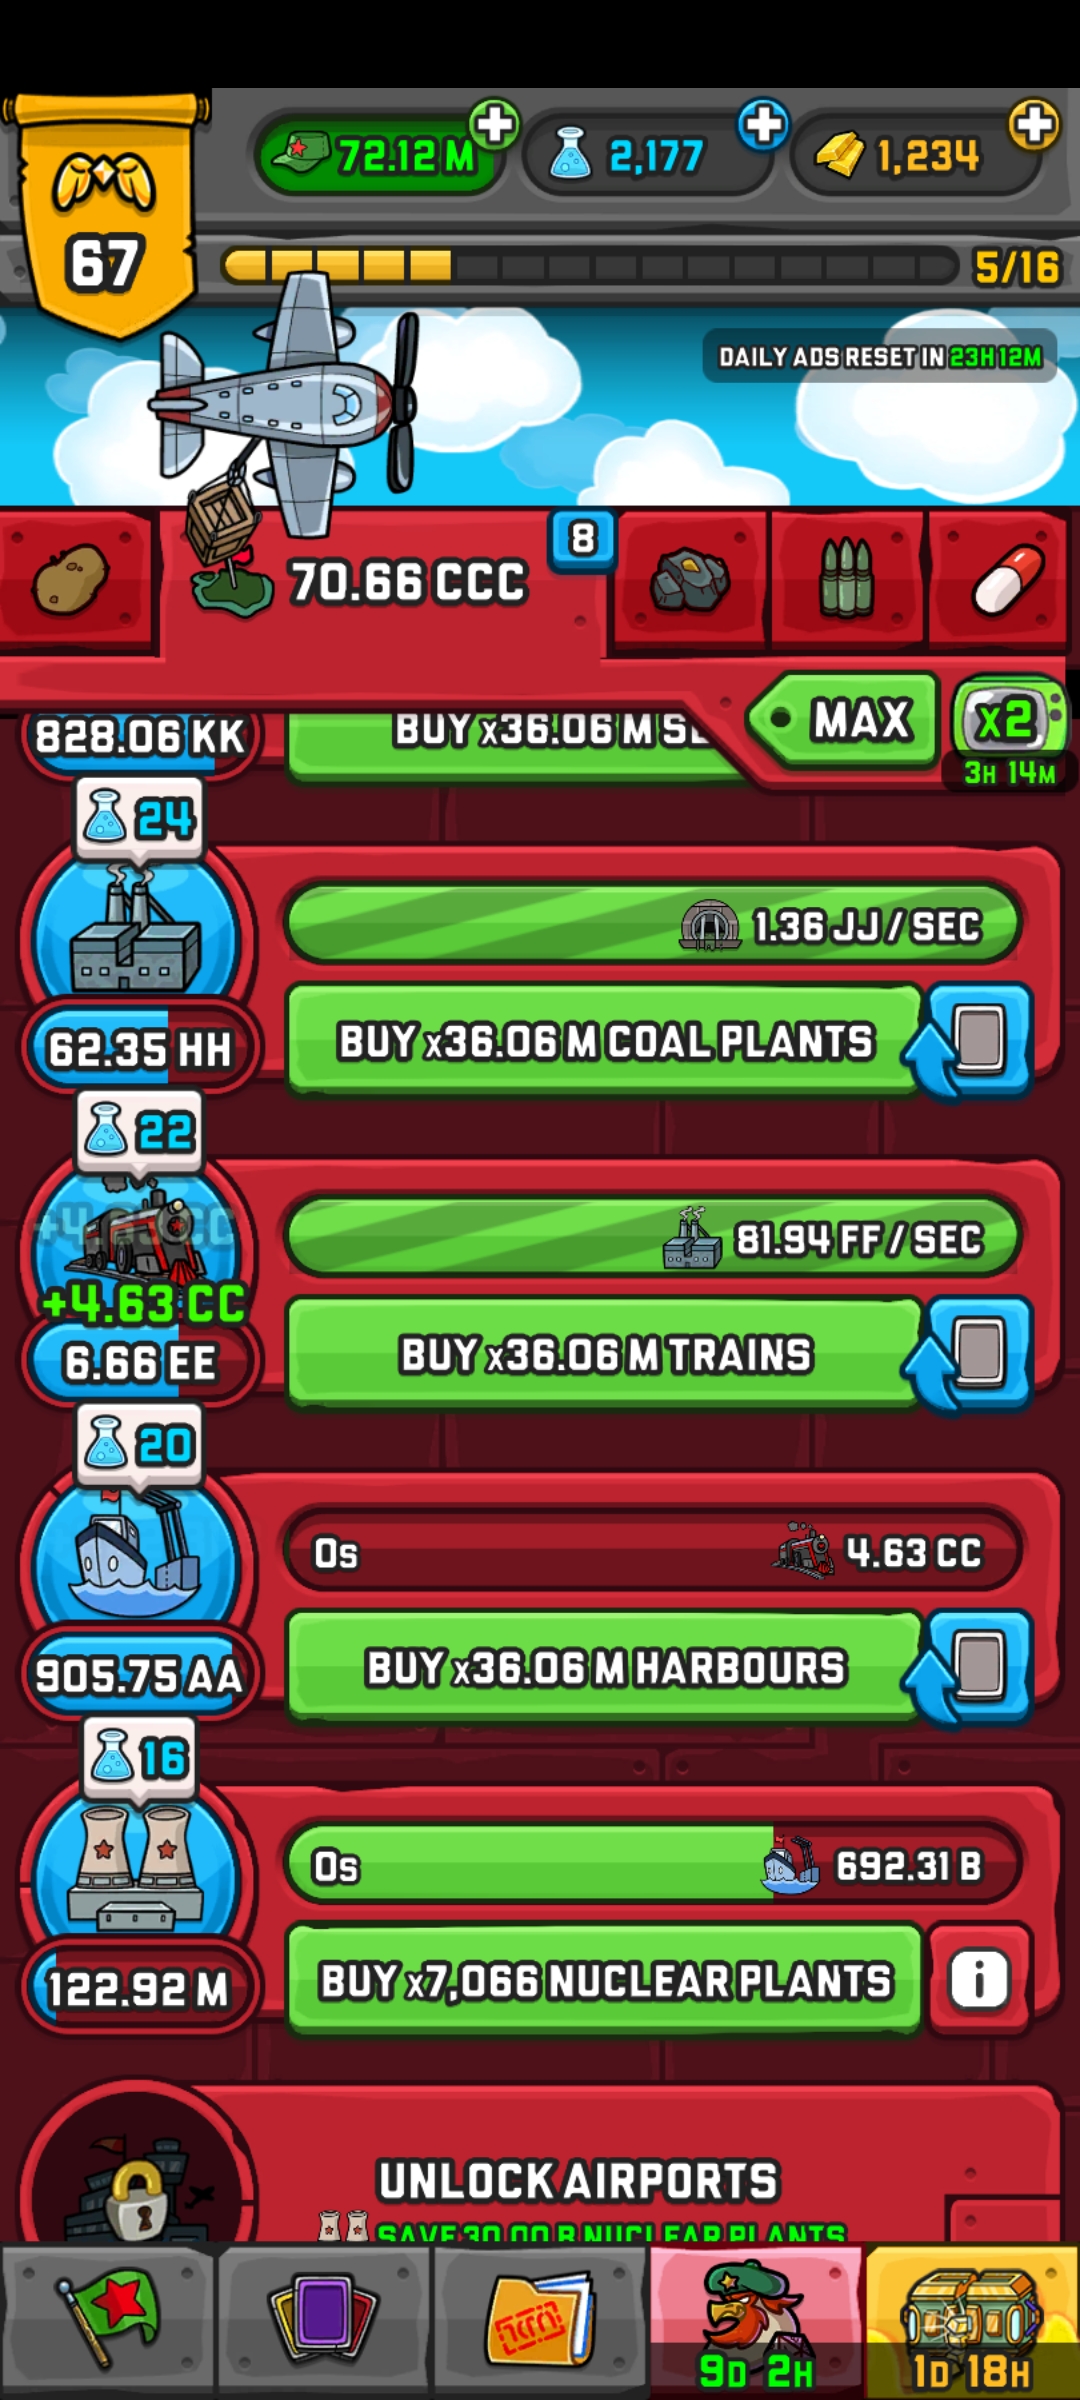 72.12 M
2,177
1,234
67
5/16
DAILY ADS RESET IN 23H 12M
8
70.66 CCC
MAX
x2
3H 14M
828.06 KK
BUY x36.06 M
24
1.36 JJ / SEC
62.35 HH
BUY x36.06 M COAL PLANTS
22
81.94 FF / SEC
+4.63 CC
6.66 EE
BUY x36.06 M TRAINS
20
0s
4.63 CC
905.75 AA
BUY x36.06 M HARBOURS
16
0s
692.31 B
122.92 M
BUY x7,066 NUCLEAR PLANTS
i
UNLOCK AIRPORTS
SAVE 30.00 B NUCLEAR PLANTS
9D 2H
1D 18H